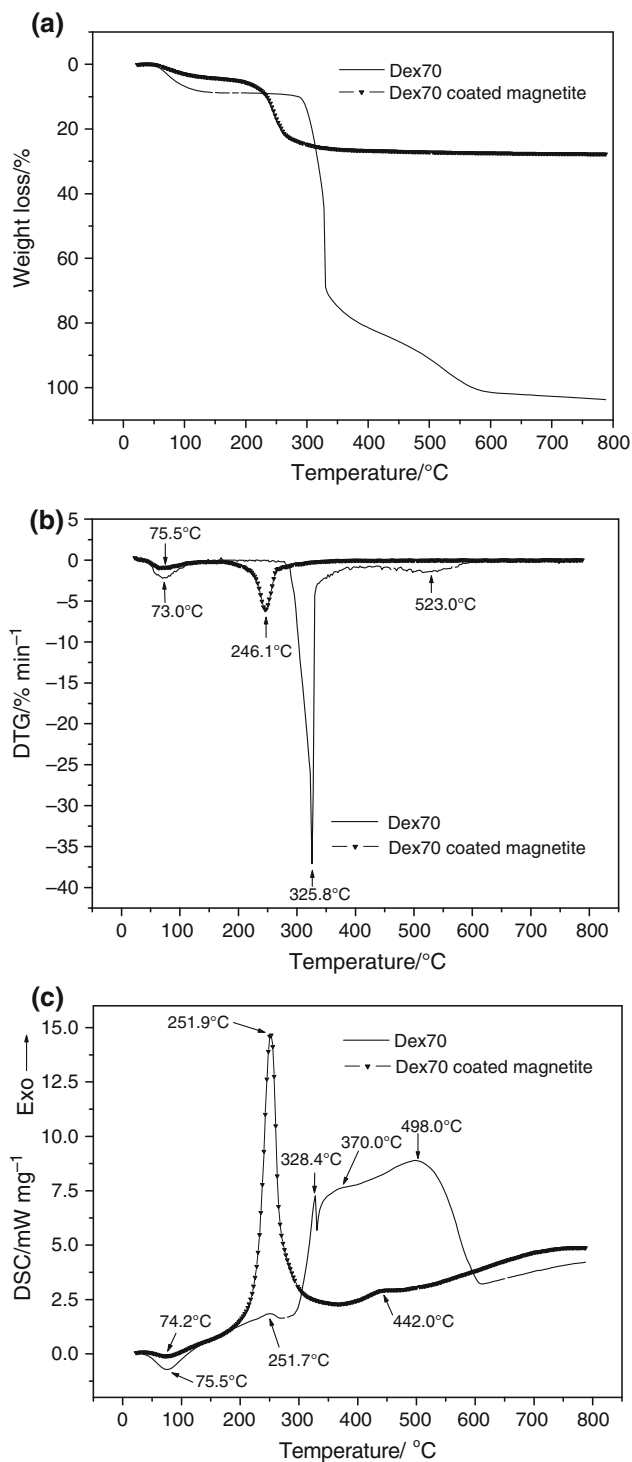 (a)
0
20
40
60
80
100
Weight loss/%
Dex70
Dex70 coated magnetite
0 100 200 300 400 500 600 700 800
Temperature/°C
(b)
5
0
–5
–10
–15
–20
–25
–30
–35
–40
DTG/% min–1
75.5°C
73.0°C
246.1°C
523.0°C
325.8°C
Dex70
Dex70 coated magnetite
0 100 200 300 400 500 600 700 800
Temperature/°C
(c)
Exo
15.0
12.5
10.0
7.5
5.0
2.5
0.0
DSC/mW mg–1
251.9°C
Dex70
Dex70 coated magnetite
498.0°C
370.0°C
328.4°C
74.2°C
442.0°C
251.7°C
75.5°C
0 100 200 300 400 500 600 700 800
Temperature/ °C